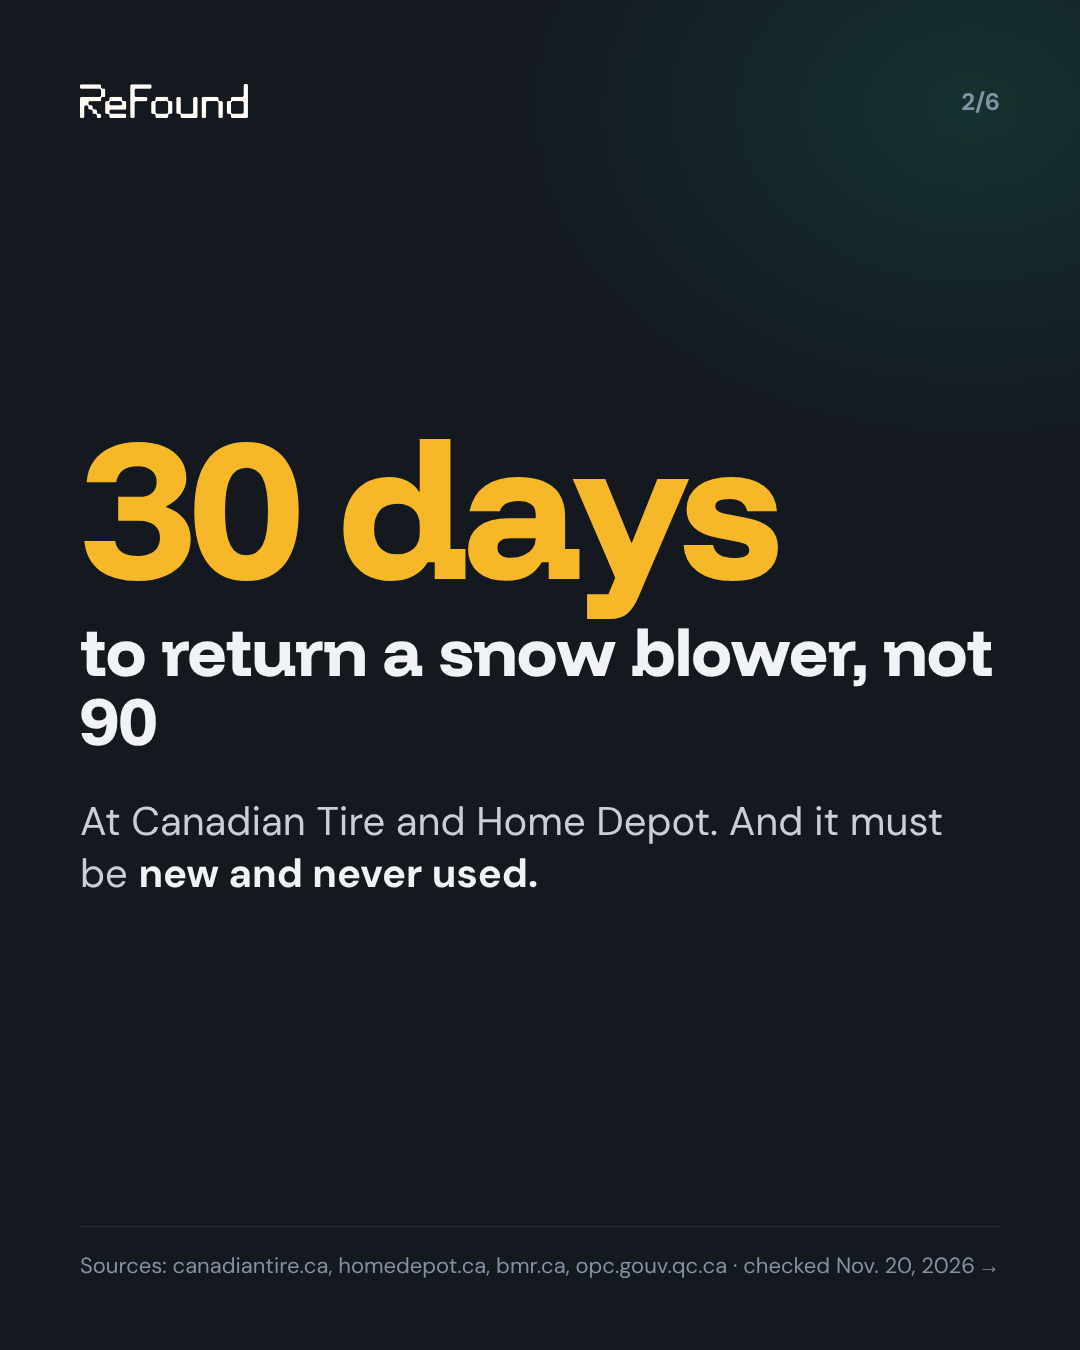 ReFound
2/6
30 days
to return a snow blower, not
90
At Canadian Tire and Home Depot. And it must
be new and never used.
Sources: canadiantire.ca, homedepot.ca, bmr.ca, opc.gouv.qc.ca · checked Nov. 20, 2026 →